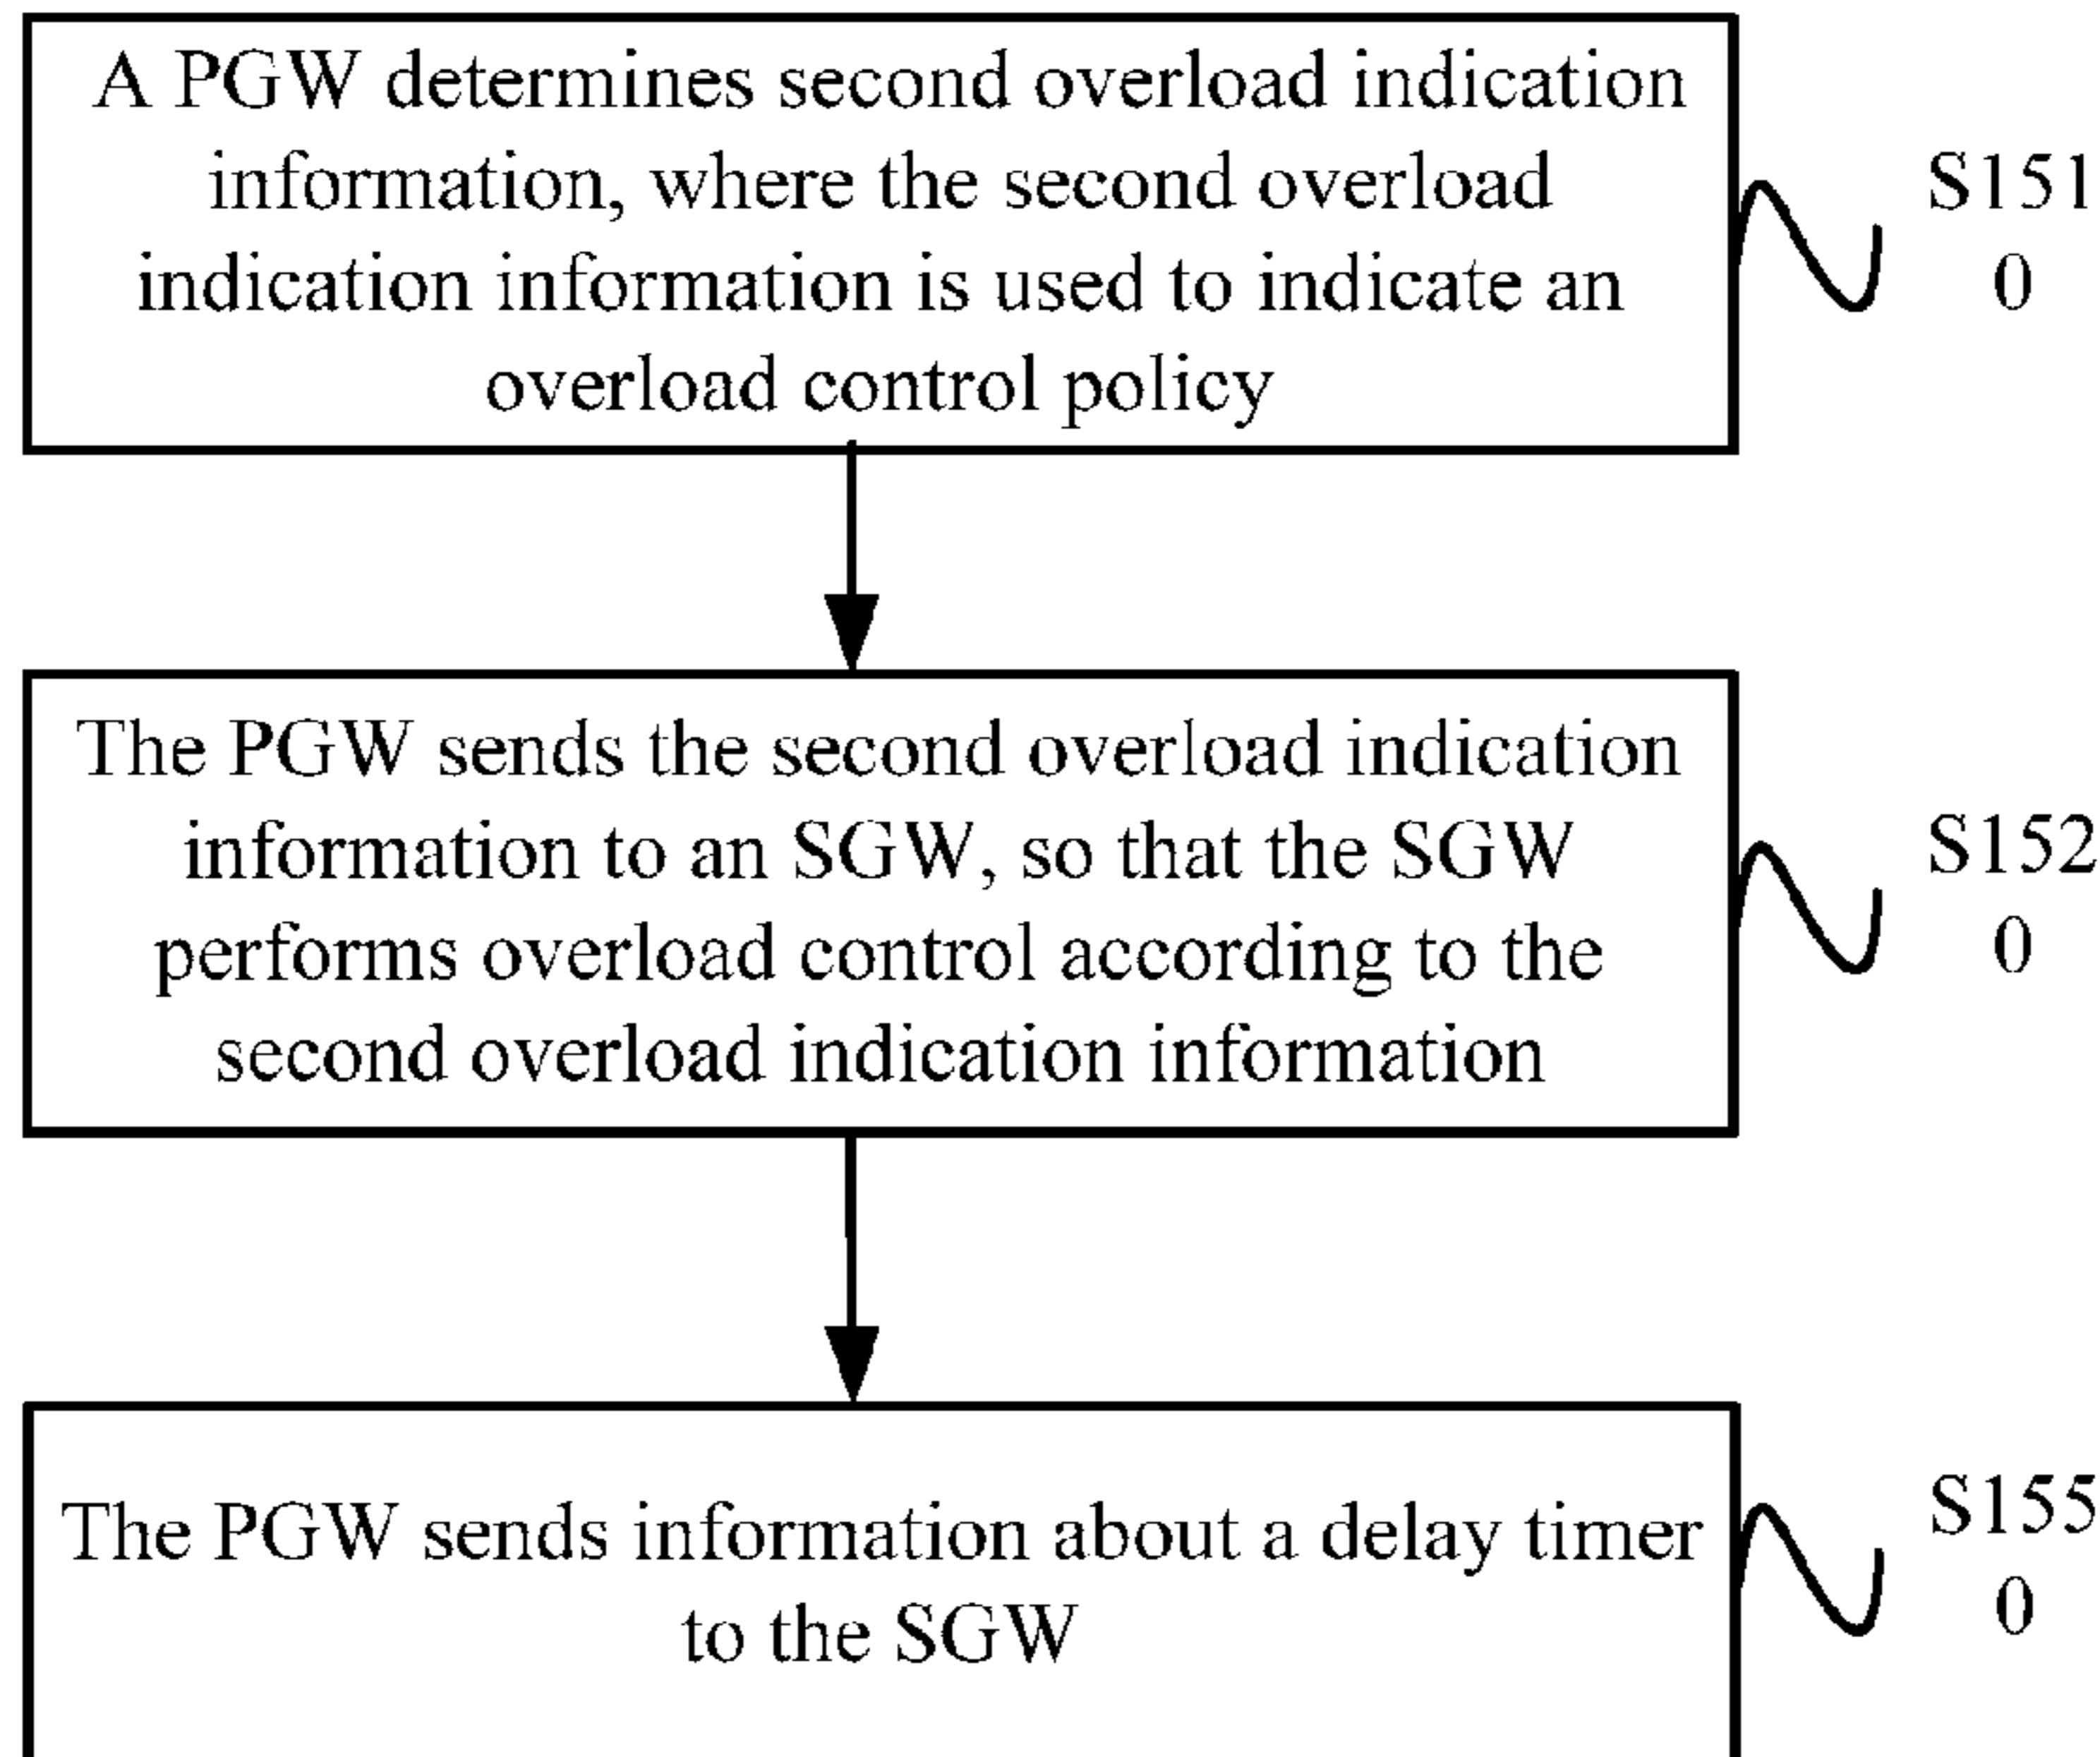 A PGW determines second overload indication
information, where the second overload
indication information is used to indicate an
overload control policy
S151
0
The PGW sends the second overload indication
information to an SGW, so that the SGW
performs overload control according to the
second overload indication information
S152
0
The PGW sends information about a delay timer
to the SGW
S155
0